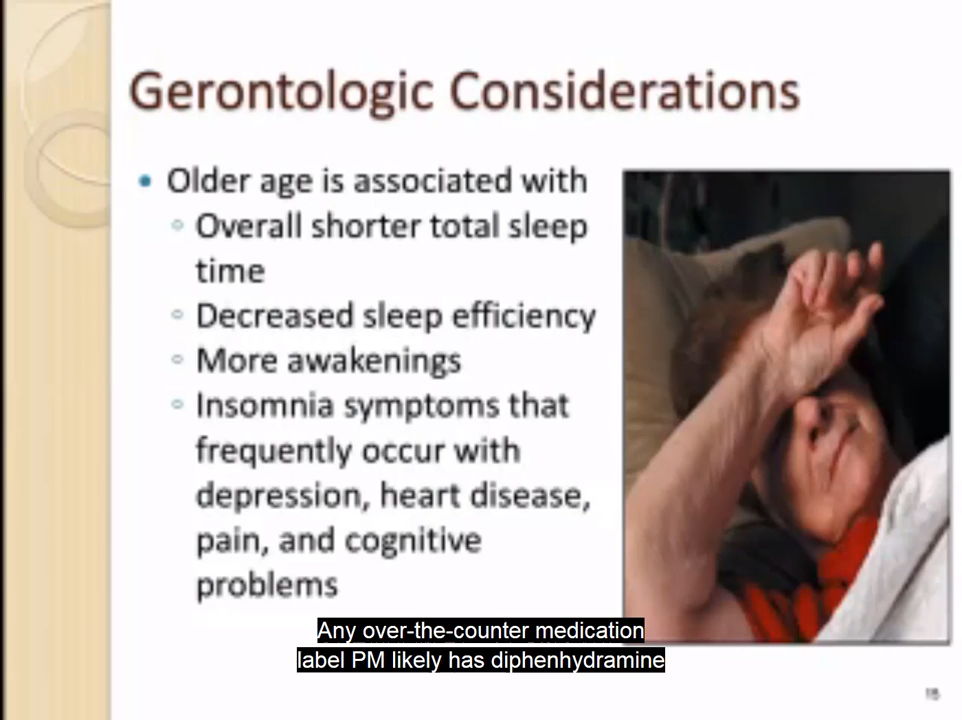 Gerontologic Considerations
• Older age is associated with
◦ Overall shorter total sleep
time
◦ Decreased sleep efficiency
◦ More awakenings
◦ Insomnia symptoms that
frequently occur with
depression, heart disease,
pain, and cognitive
problems
Any over-the-counter medication
label PM likely has diphenhydramine